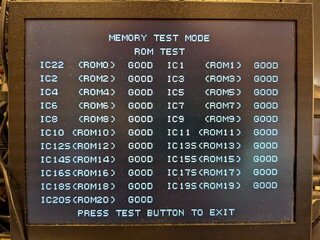 MEMORY TEST MODE
ROM TEST
IC22 (ROM0) GOOD IC1 (ROM1) GOOD
IC2 (ROM2) GOOD IC3 (ROM3) GOOD
IC4 (ROM4) GOOD IC5 (ROM5) GOOD
IC6 (ROM6) GOOD IC7 (ROM7) GOOD
IC8 (ROM8) GOOD IC9 (ROM9) GOOD
IC10 (ROM10) GOOD IC11 (ROM11) GOOD
IC12S(ROM12) GOOD IC13S(ROM13) GOOD
IC14S(ROM14) GOOD IC15S(ROM15) GOOD
IC16S(ROM16) GOOD IC17S(ROM17) GOOD
IC18S(ROM18) GOOD IC19S(ROM19) GOOD
IC20S(ROM20) GOOD
PRESS TEST BUTTON TO EXIT